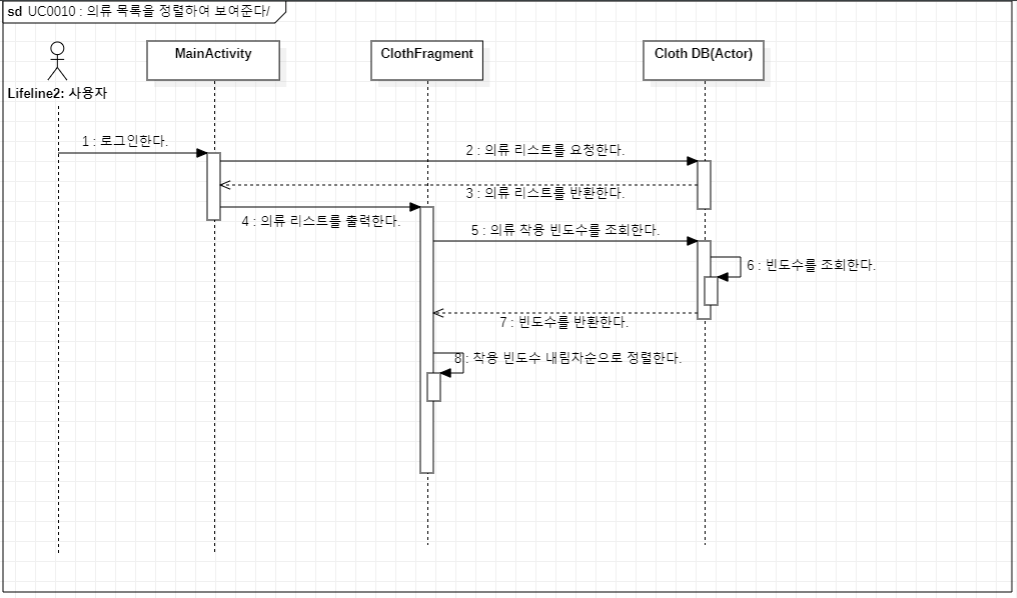 sd UC0010 : 의류 목록을 정렬하여 보여준다/
MainActivity
ClothFragment
Cloth DB(Actor)
Lifeline2: 사용자
1 : 로그인한다.
2 : 의류 리스트를 요청한다.
3 : 의류 리스트를 반환한다.
4 : 의류 리스트를 출력한다.
5 : 의류 착용 빈도수를 조회한다.
6 : 빈도수를 조회한다.
7 : 빈도수를 반환한다.
8 : 착용 빈도수 내림자순으로 정렬한다.